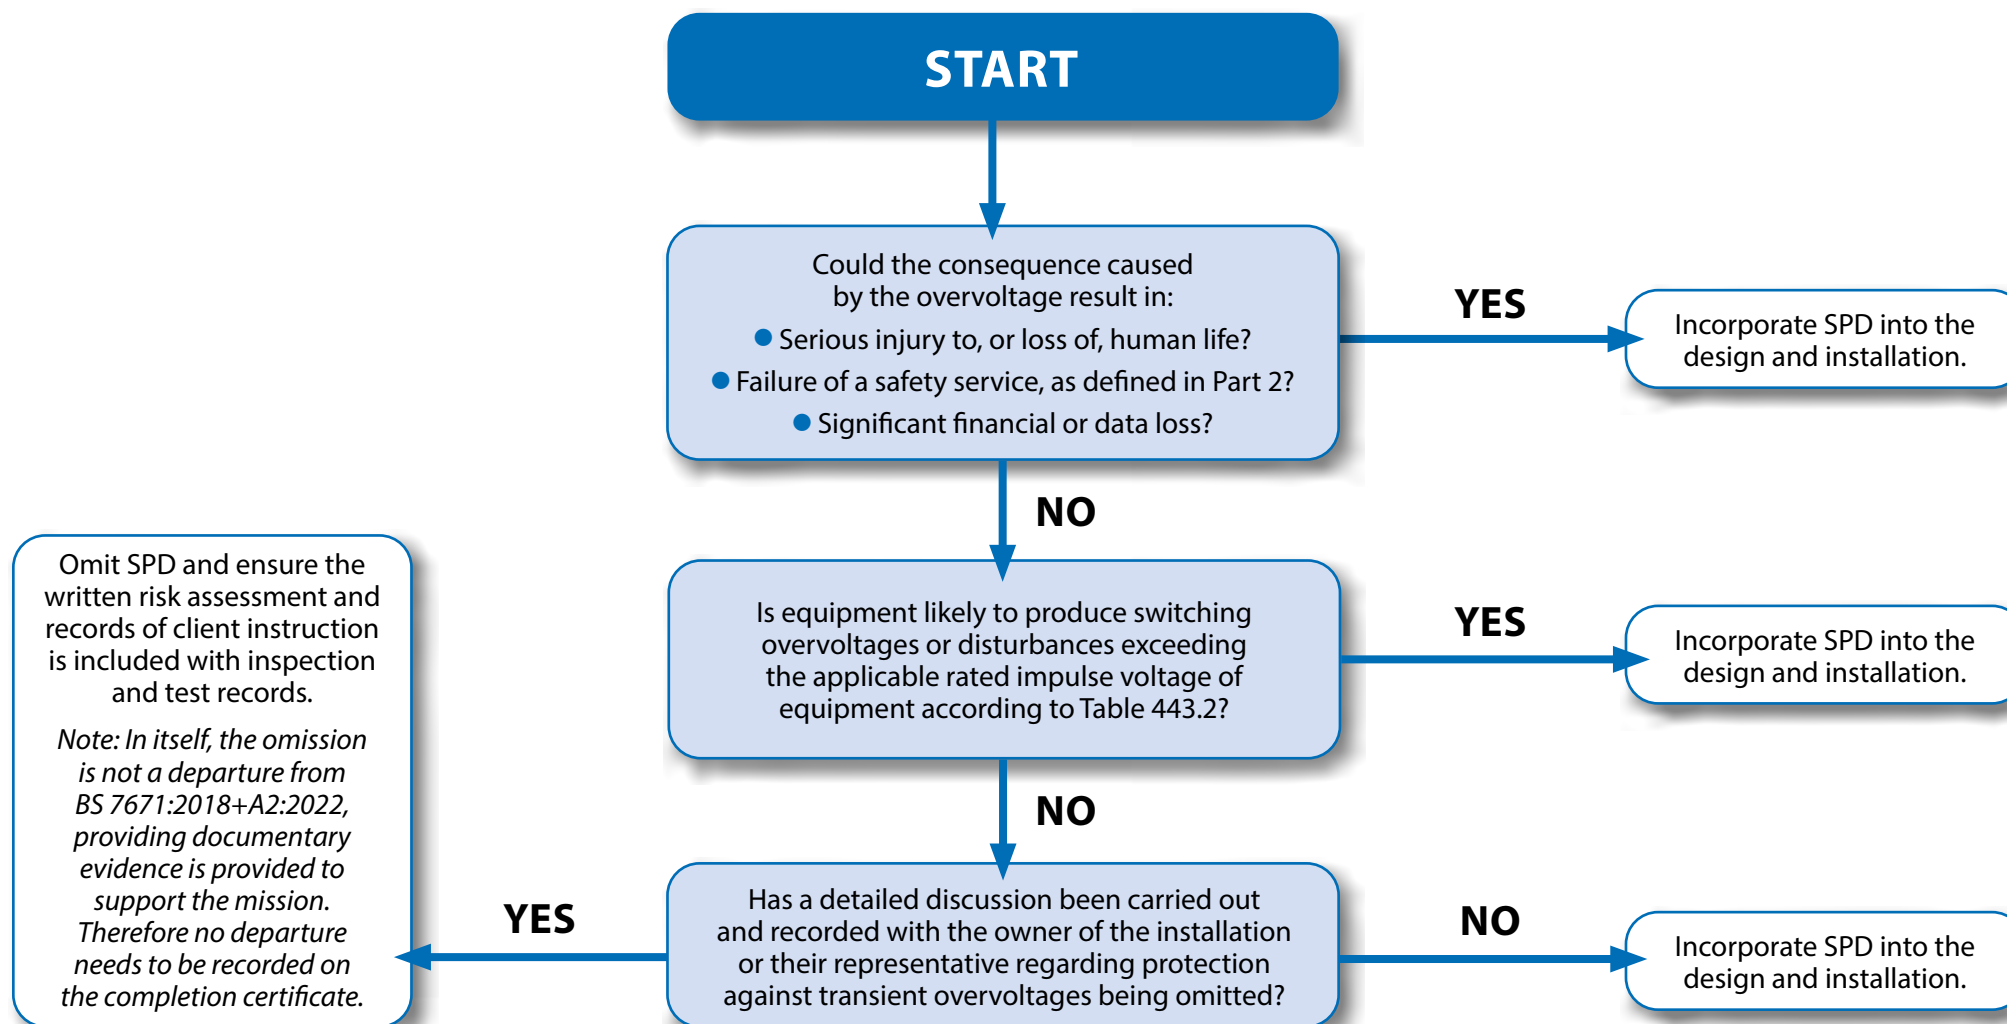 START
Could the consequence caused
by the overvoltage result in:
● Serious injury to, or loss of, human life?
● Failure of a safety service, as defined in Part 2?
● Significant financial or data loss?
YES
Incorporate SPD into the
design and installation.
NO
Is equipment likely to produce switching
overvoltages or disturbances exceeding
the applicable rated impulse voltage of
equipment according to Table 443.2?
YES
Incorporate SPD into the
design and installation.
NO
Has a detailed discussion been carried out
and recorded with the owner of the installation
or their representative regarding protection
against transient overvoltages being omitted?
NO
Incorporate SPD into the
design and installation.
YES
Omit SPD and ensure the
written risk assessment and
records of client instruction
is included with inspection
and test records.
Note: In itself, the omission
is not a departure from
BS 7671:2018+A2:2022,
providing documentary
evidence is provided to
support the mission.
Therefore no departure
needs to be recorded on
the completion certificate.